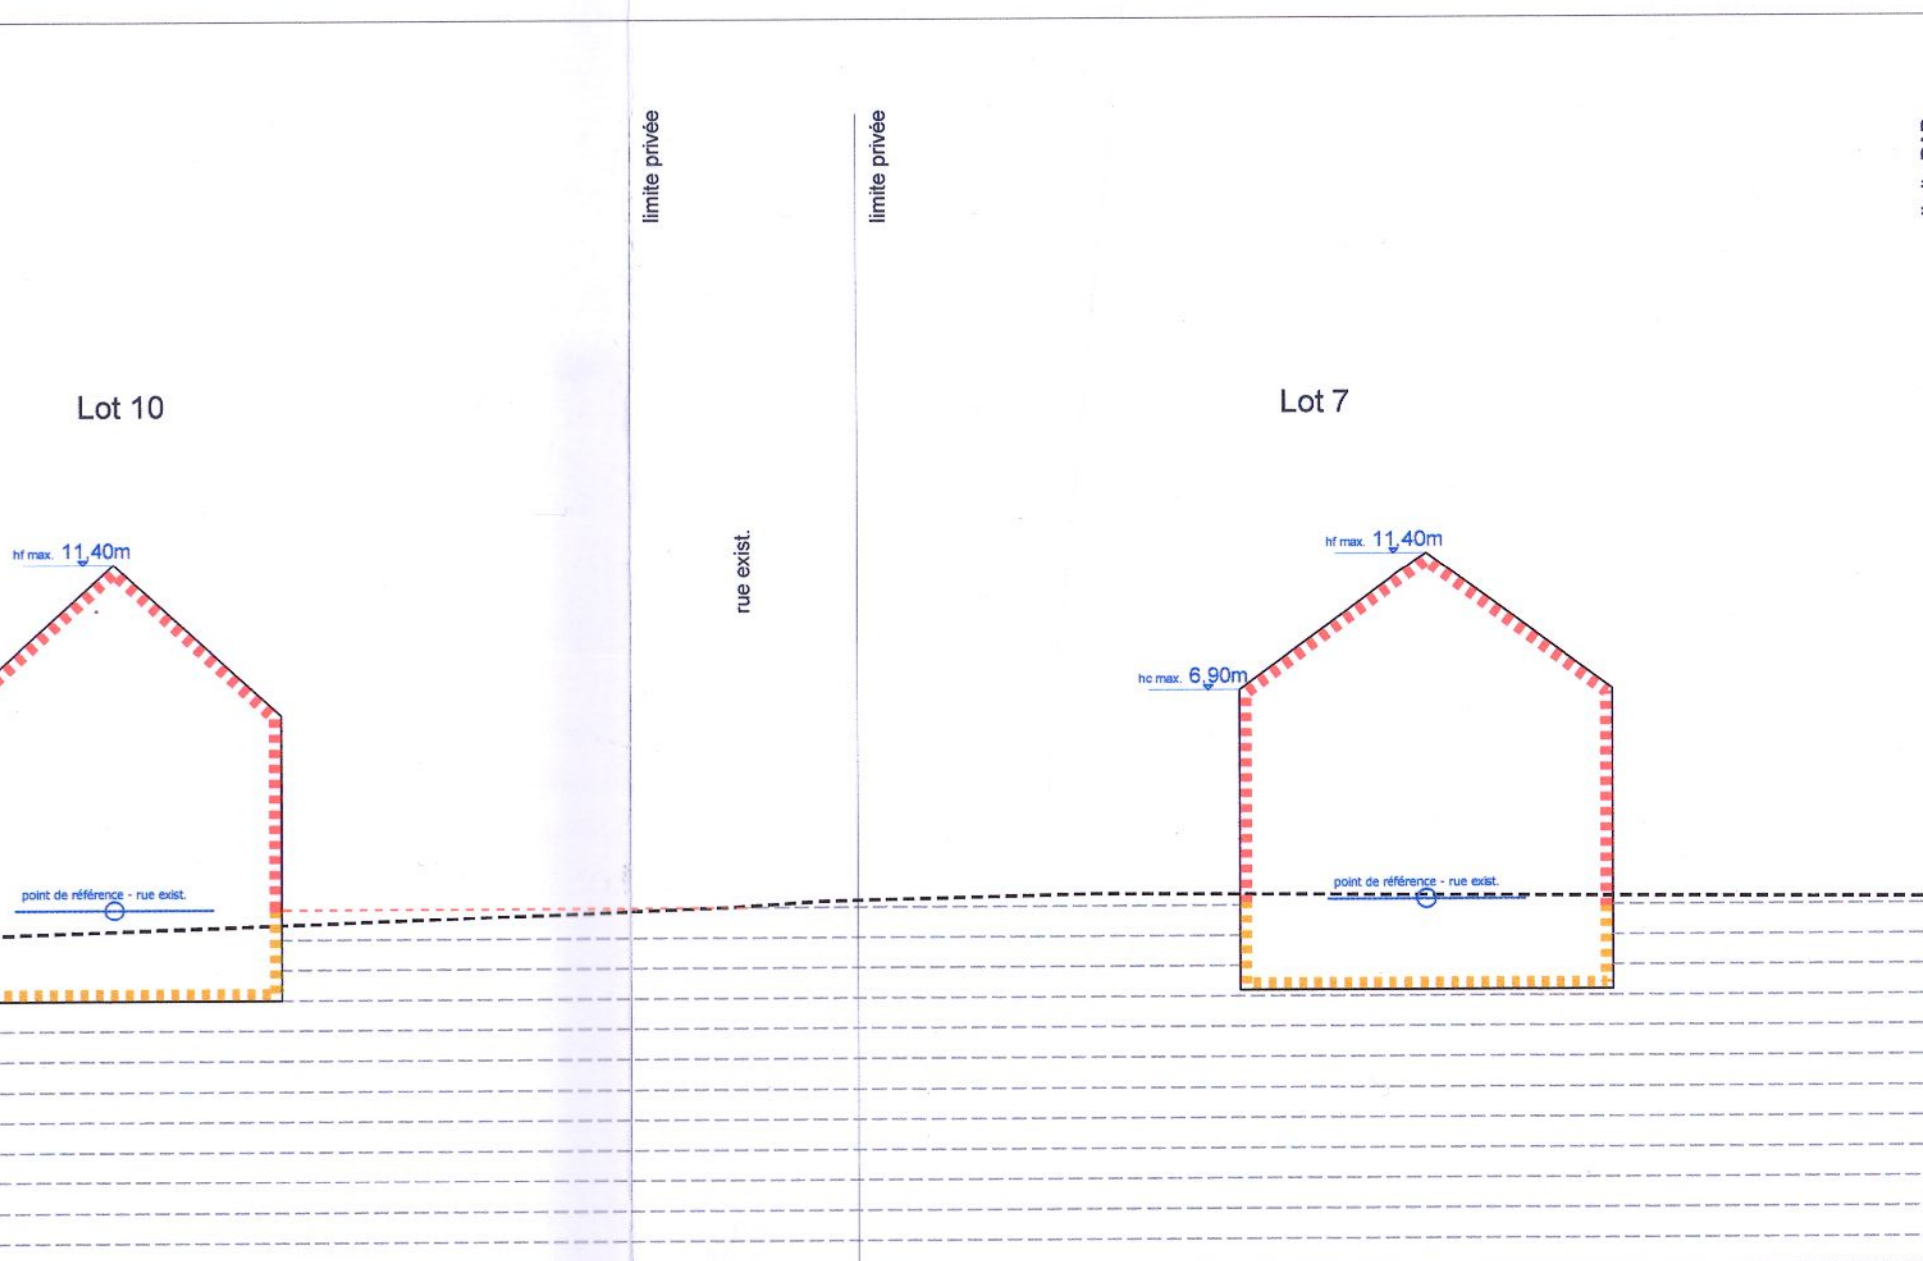 limite privée
limite privée
Lot 10
Lot 7
rue exist.
hf max. 11,40m
hf max. 11,40m
hc max. 6,90m
point de référence - rue exist.
point de référence - rue exist.